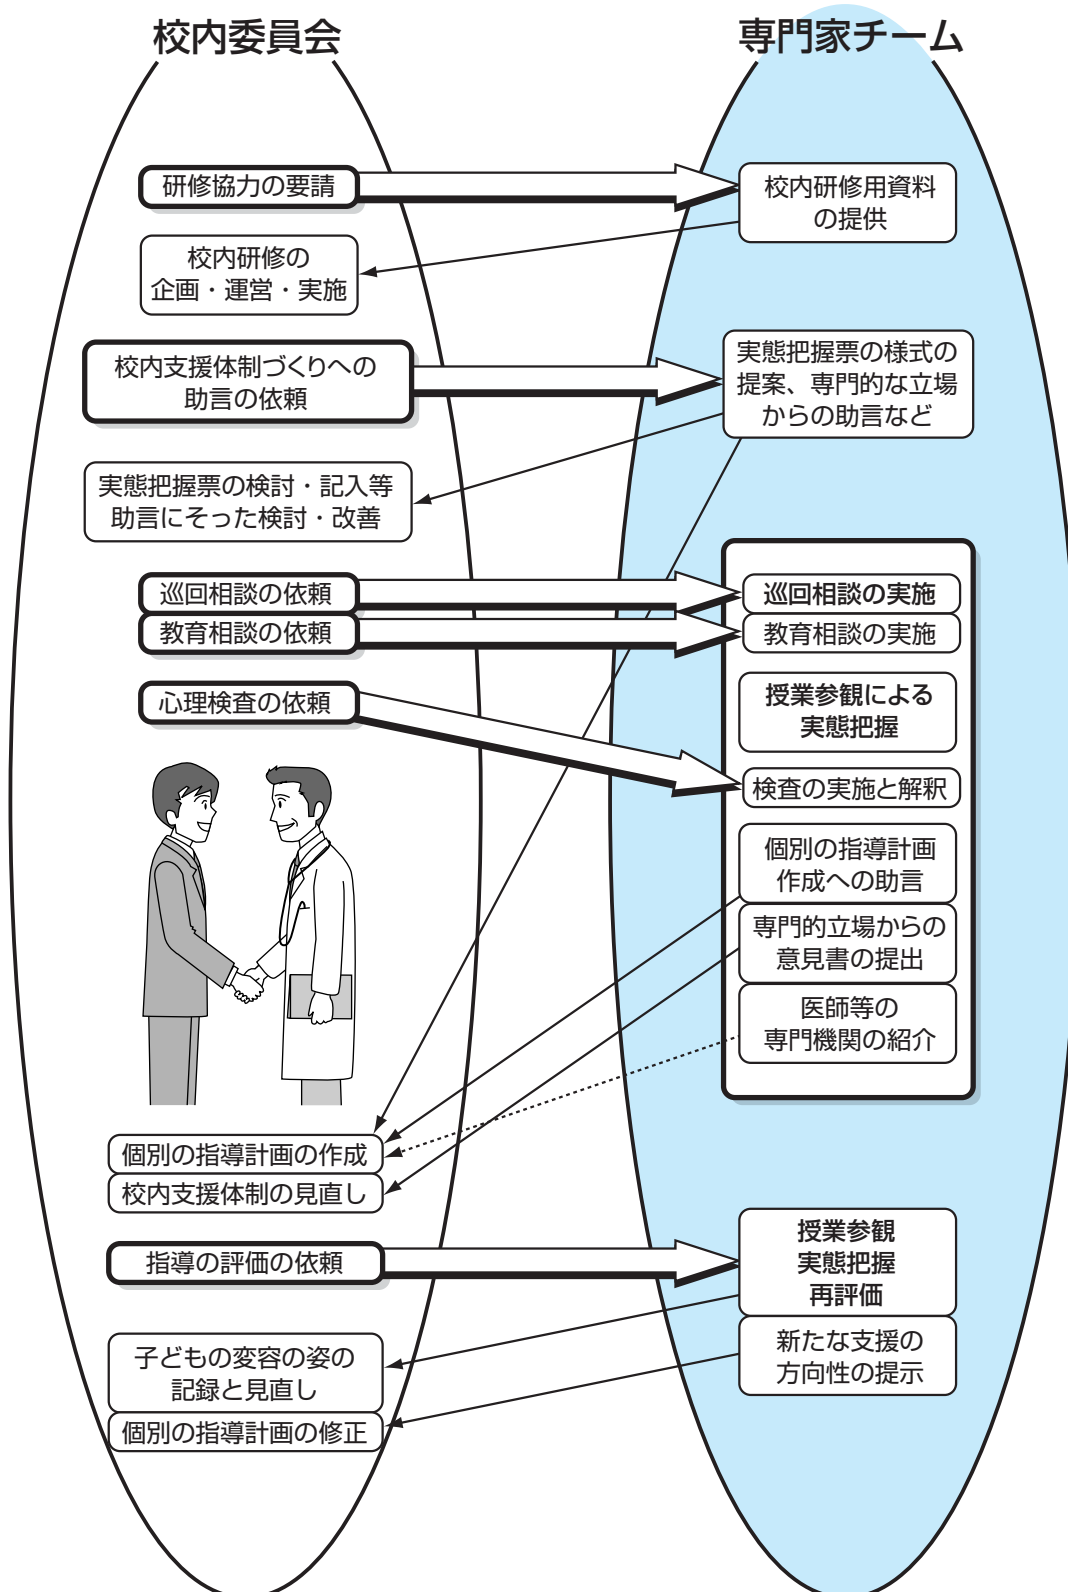 校内委員会
専門家チーム
研修協力の要請
校内研修用資料
の提供
校内研修の
企画・運営・実施
校内支援体制づくりへの
助言の依頼
実態把握票の様式の
提案、専門的な立場
からの助言など
実態把握票の検討・記入等
助言にそった検討・改善
巡回相談の依頼
巡回相談の実施
教育相談の依頼
教育相談の実施
心理検査の依頼
授業参観による
実態把握
検査の実施と解釈
個別の指導計画
作成への助言
専門的立場からの
意見書の提出
医師等の
専門機関の紹介
個別の指導計画の作成
校内支援体制の見直し
指導の評価の依頼
授業参観
実態把握
再評価
新たな支援の
方向性の提示
子どもの変容の姿の
記録と見直し
個別の指導計画の修正